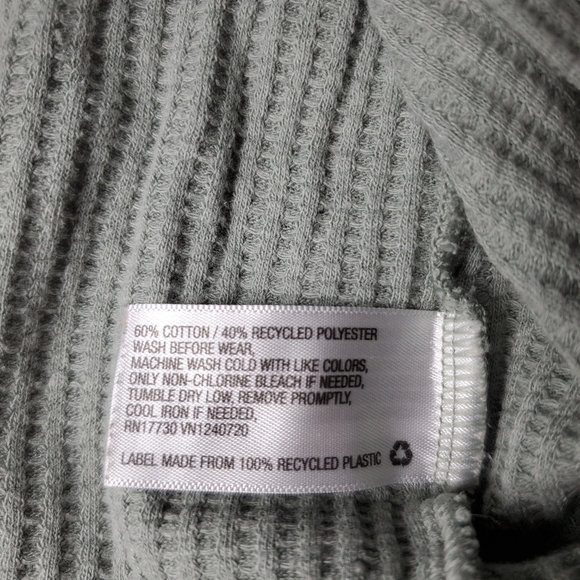 60% COTTON / 40% RECYCLED POLYESTER
WASH BEFORE WEAR,
MACHINE WASH COLD WITH LIKE COLORS,
ONLY NON-CHLORINE BLEACH IF NEEDED,
TUMBLE DRY LOW, REMOVE PROMPTLY,
COOL IRON IF NEEDED,
RN17730 VN1240720
LABEL MADE FROM 100% RECYCLED PLASTIC